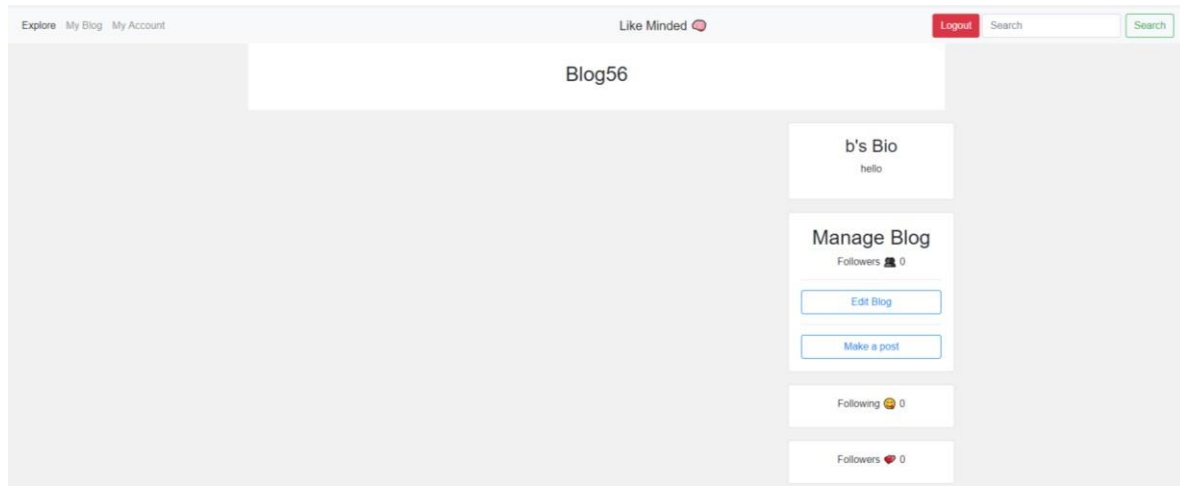 Explore My Blog My Account Like Minded 🧠 Logout Search Search
Blog56
b's Bio
hello
Manage Blog
Followers 👥 0
Edit Blog
Make a post
Following 😄 0
Followers 💕 0